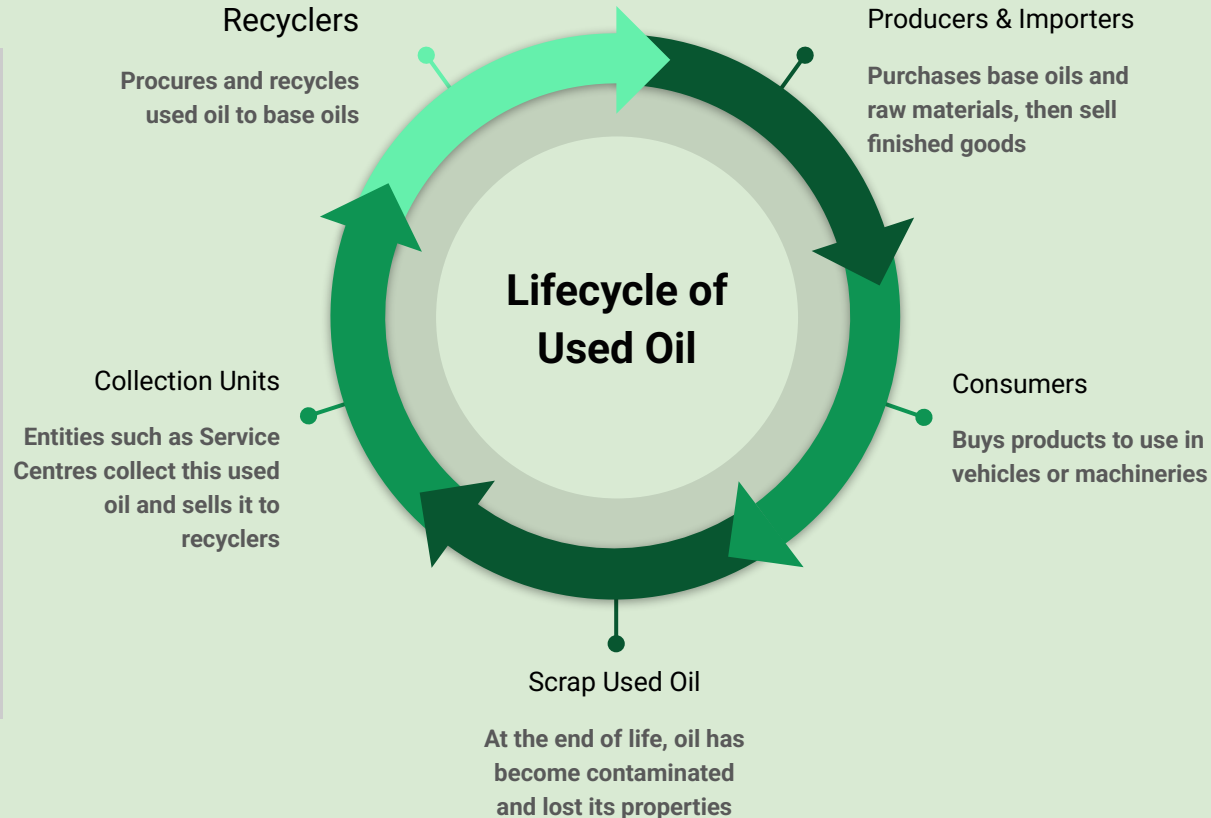 Recyclers
Procures and recycles
used oil to base oils
Producers & Importers
Purchases base oils and
raw materials, then sell
finished goods
Lifecycle of
Used Oil
Consumers
Buys products to use in
vehicles or machineries
Scrap Used Oil
At the end of life, oil has
become contaminated
and lost its properties
Collection Units
Entities such as Service
Centres collect this used
oil and sells it to
recyclers